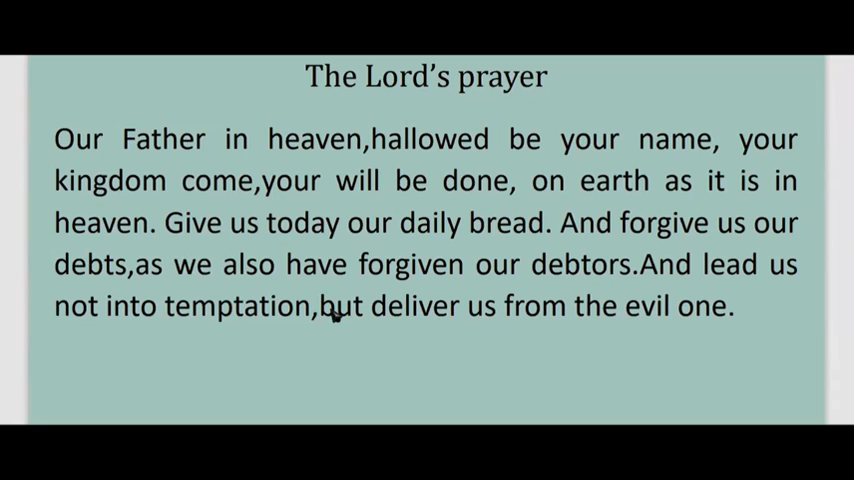 The Lord’s prayer
Our Father in heaven,hallowed be your name, your
kingdom come,your will be done, on earth as it is in
heaven. Give us today our daily bread. And forgive us our
debts,as we also have forgiven our debtors.And lead us
not into temptation,but deliver us from the evil one.